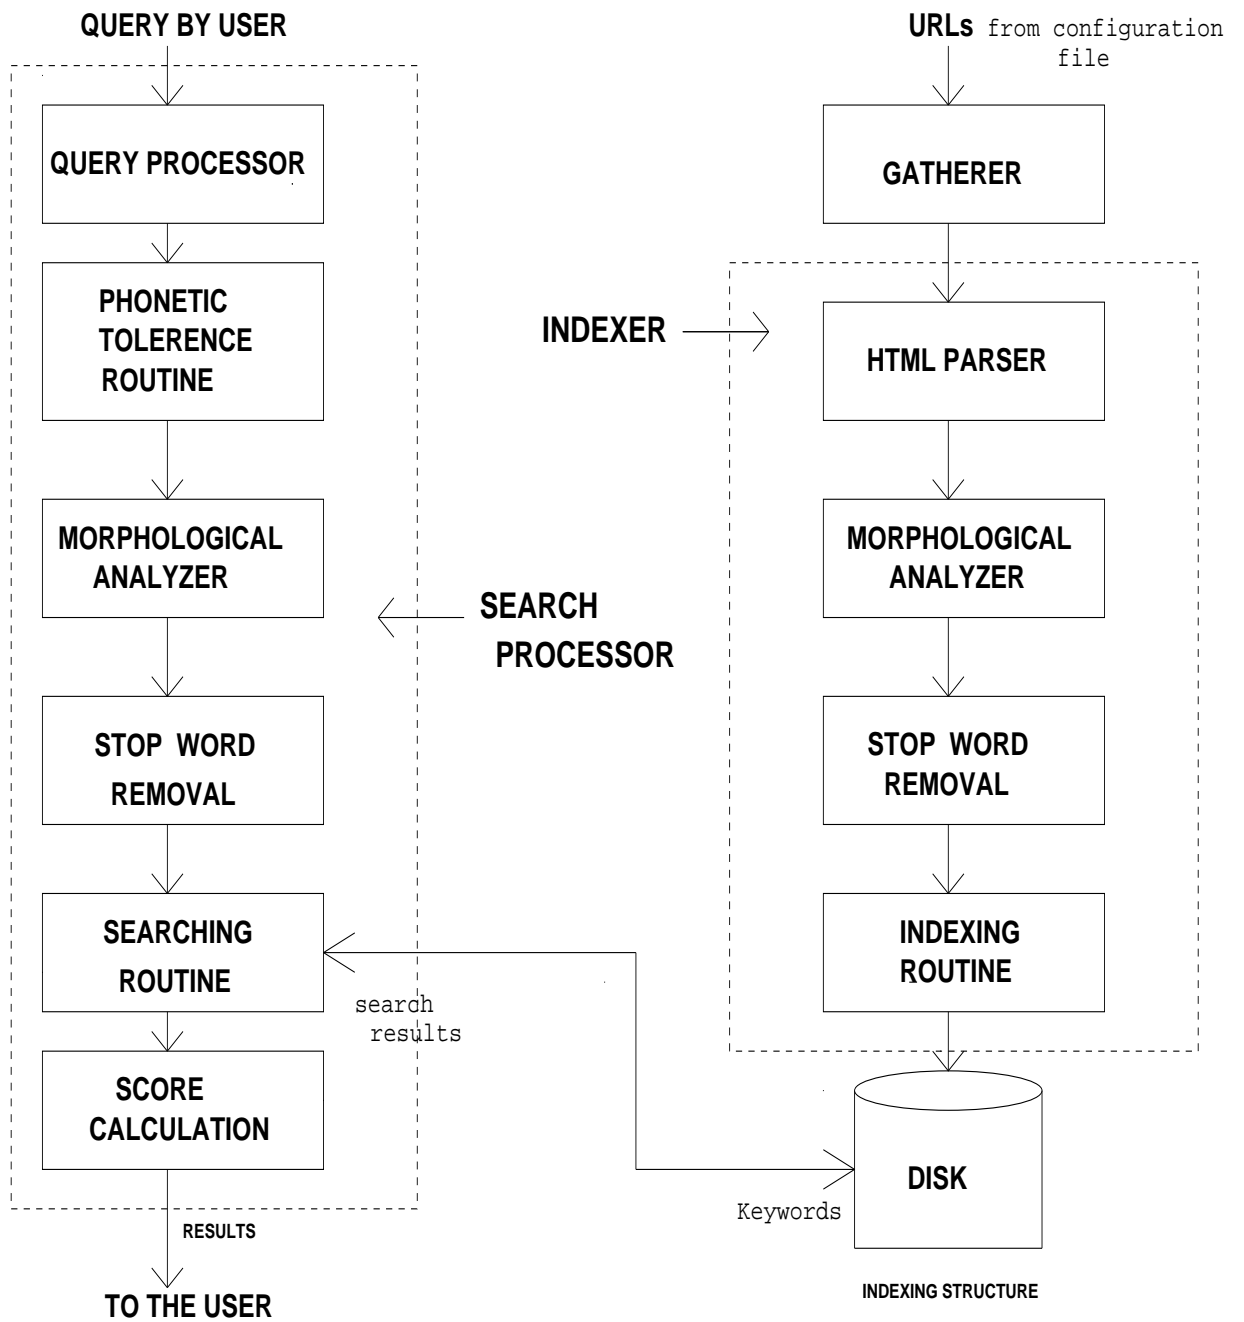 QUERY BY USER
URLs from configuration
file
QUERY PROCESSOR
GATHERER
PHONETIC
TOLERENCE
ROUTINE
INDEXER
HTML PARSER
MORPHOLOGICAL
ANALYZER
MORPHOLOGICAL
ANALYZER
SEARCH
PROCESSOR
STOP WORD
REMOVAL
STOP WORD
REMOVAL
SEARCHING
ROUTINE
INDEXING
ROUTINE
search
results
SCORE
CALCULATION
DISK
Keywords
RESULTS
INDEXING STRUCTURE
TO THE USER